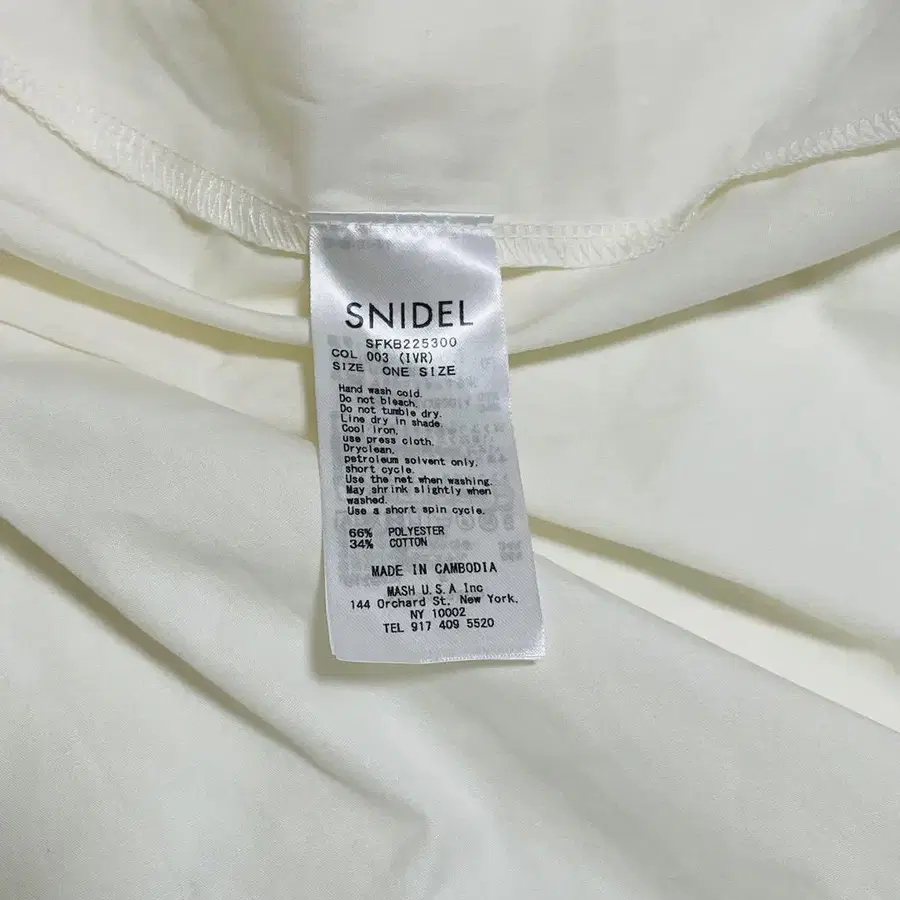 SNIDEL
SFKB225300
COL 003 (IVR)
SIZE ONE SIZE
Hand wash cold.
Do not bleach.
Do not tumble dry.
Line dry in shade.
Cool iron,
use press cloth.
Dryclean,
petroleum solvent only,
short cycle.
Use the net when washing.
May shrink slightly when
washed.
Use a short spin cycle.
66% POLYESTER
34% COTTON
MADE IN CAMBODIA
MASH U.S.A Inc
144 Orchard St. New York,
NY 10002
TEL 917 409 5520